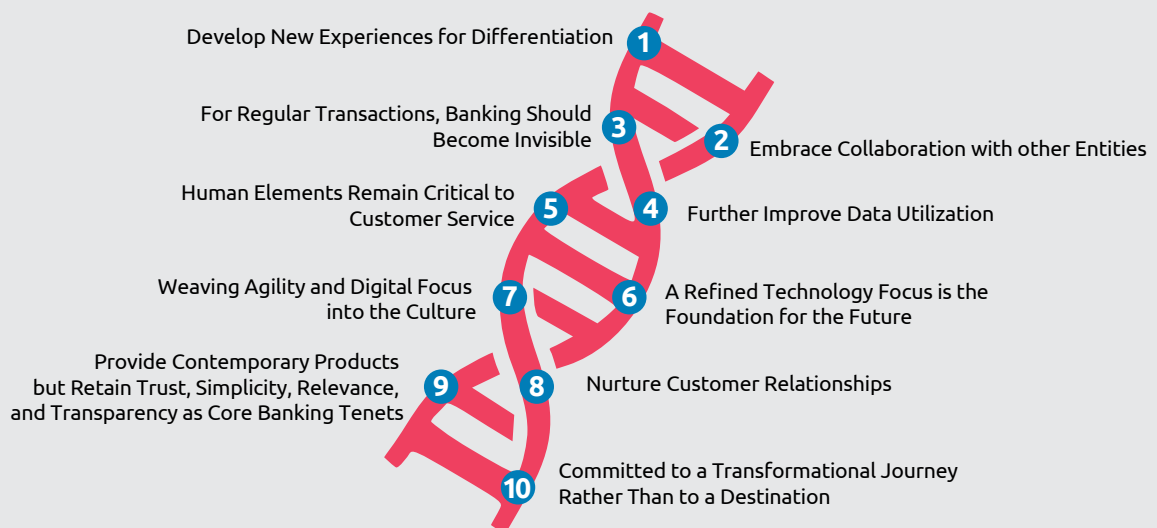 Develop New Experiences for Differentiation
1
For Regular Transactions, Banking Should
Become Invisible
3
2
Embrace Collaboration with other Entities
Human Elements Remain Critical to
Customer Service
5
4
Further Improve Data Utilization
Weaving Agility and Digital Focus
into the Culture
7
6
A Refined Technology Focus is the
Foundation for the Future
Provide Contemporary Products
but Retain Trust, Simplicity, Relevance,
and Transparency as Core Banking Tenets
9
8
Nurture Customer Relationships
10
Committed to a Transformational Journey
Rather Than to a Destination